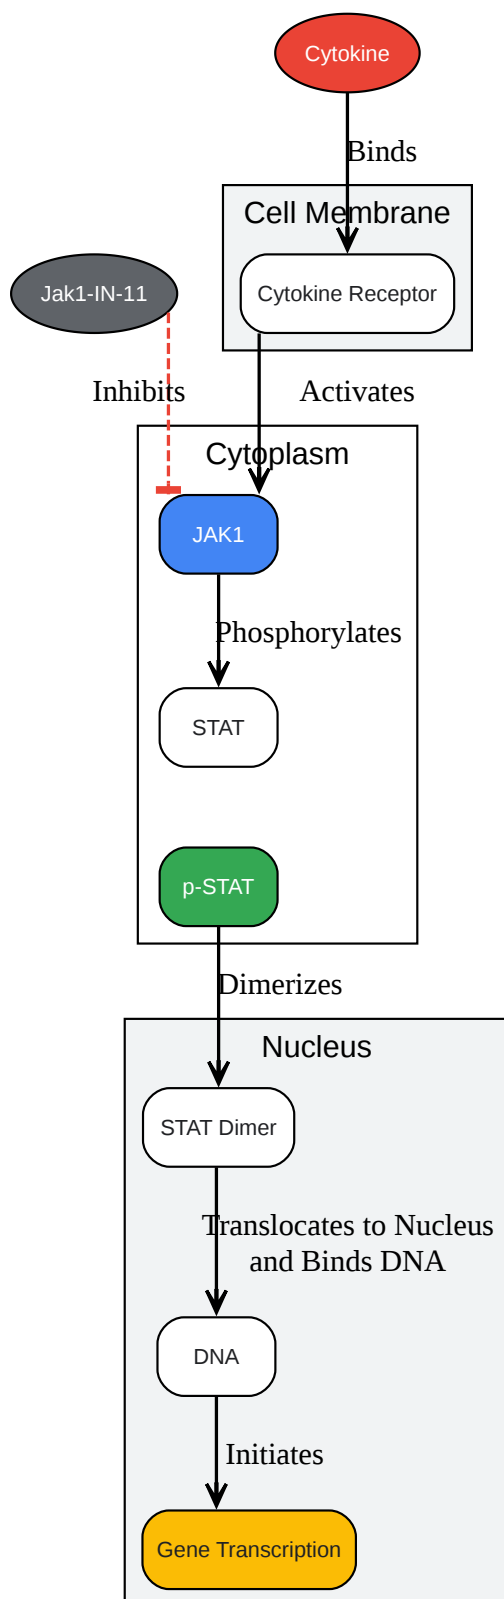 Cytokine
Binds
Cell Membrane
Cytokine Receptor
Jak1-IN-11
Inhibits
Activates
Cytoplasm
JAK1
Phosphorylates
STAT
p-STAT
Dimerizes
Nucleus
STAT Dimer
Translocates to Nucleus
and Binds DNA
DNA
Initiates
Gene Transcription